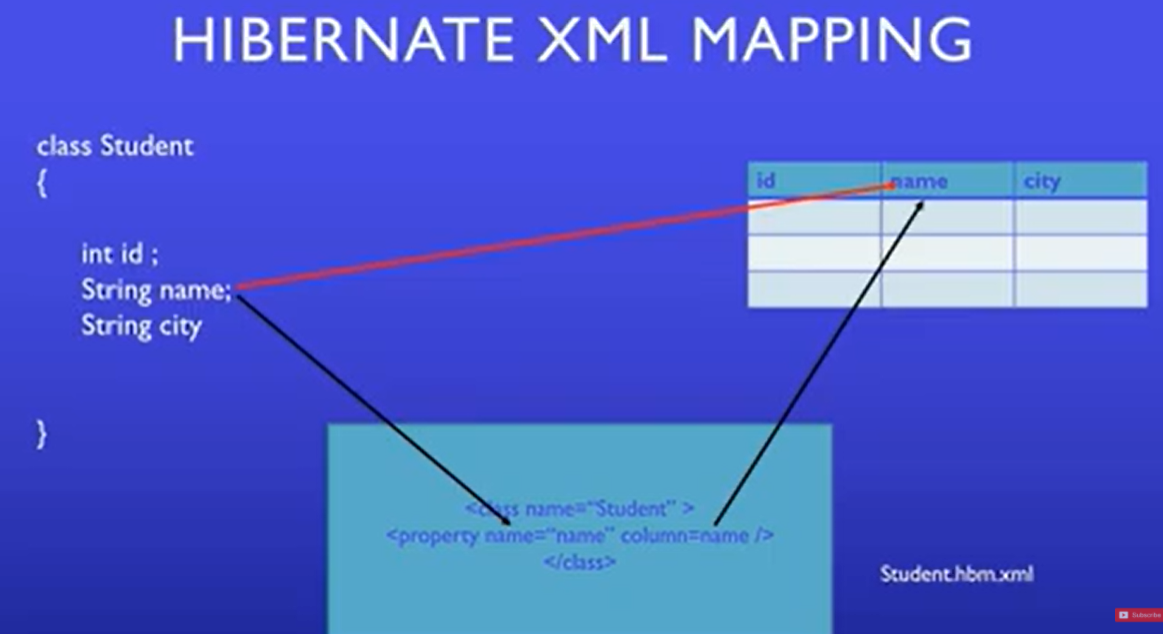 HIBERNATE XML MAPPING
class Student
{
int id ;
String name;
String city
}
id name city
<class name=“Student” >
<property name=“name” column=name />
</class>
Student.hbm.xml
Subscribe